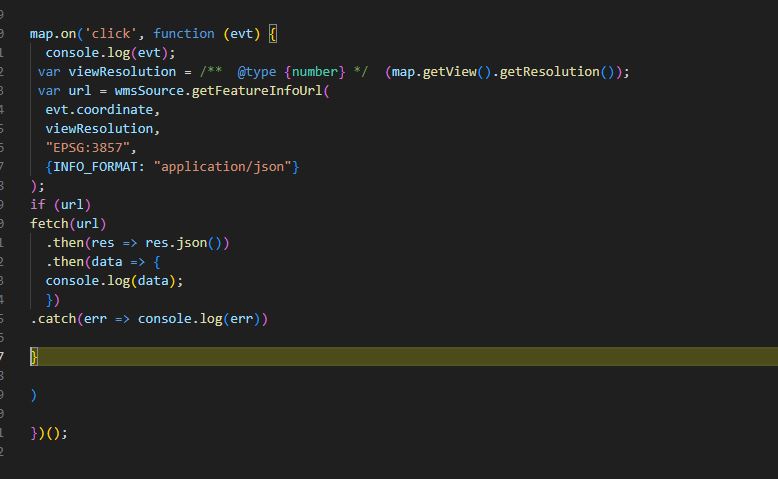 map.on('click', function (evt) {
console.log(evt);
var viewResolution = /**  @type {number} */  (map.getView().getResolution());
var url = wmsSource.getFeatureInfoUrl(
evt.coordinate,
viewResolution,
"EPSG:3857",
{INFO_FORMAT: "application/json"}
);
if (url)
fetch(url)
.then(res => res.json())
.then(data => {
console.log(data);
})
.catch(err => console.log(err))
}
)
})();